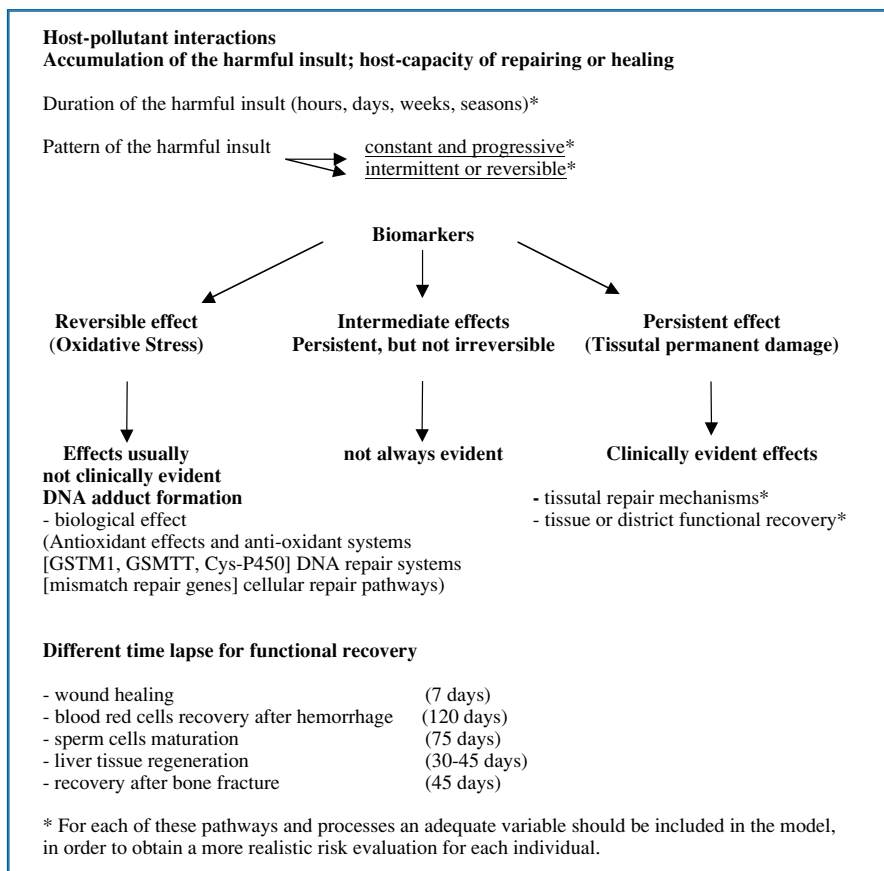 Host-pollutant interactions
Accumulation of the harmful insult; host-capacity of repairing or healing
Duration of the harmful insult (hours, days, weeks, seasons)*
Pattern of the harmful insult constant and progressive*
intermittent or reversible*
Biomarkers
Reversible effect Intermediate effects Persistent effect
(Oxidative Stress) Persistent, but not irreversible (Tissutal permanent damage)
Effects usually not always evident Clinically evident effects
not clinically evident
DNA adduct formation - tissutal repair mechanisms*
- biological effect - tissue or district functional recovery*
(Antioxidant effects and anti-oxidant systems
[GSTM1, GSMTT, Cys-P450] DNA repair systems
[mismatch repair genes] cellular repair pathways)
Different time lapse for functional recovery
- wound healing (7 days)
- blood red cells recovery after hemorrhage (120 days)
- sperm cells maturation (75 days)
- liver tissue regeneration (30-45 days)
- recovery after bone fracture (45 days)
* For each of these pathways and processes an adequate variable should be included in the model,
in order to obtain a more realistic risk evaluation for each individual.